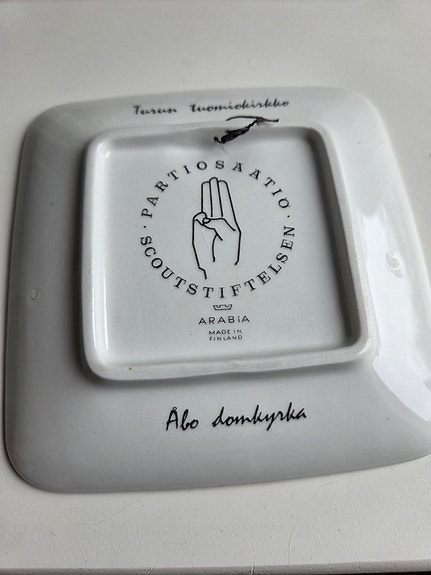 Turun tuomiokirkko
· PARTIOSÄÄTIÖ ·
SCOUTSTIFTELSEN
ARABIA
MADE IN
FINLAND
Åbo domkyrka